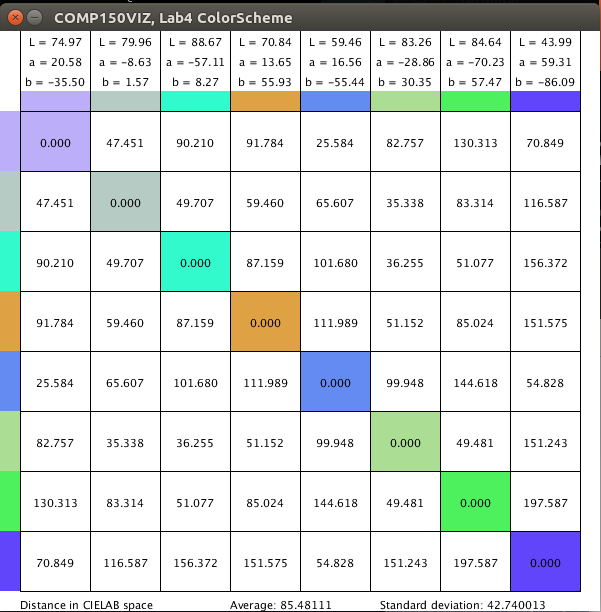 COMP150VIZ, Lab4 ColorScheme
L = 74.97 L = 79.96 L = 88.67 L = 70.84 L = 59.46 L = 83.26 L = 84.64 L = 43.99
a = 20.58 a = −8.63 a = −57.11 a = 13.65 a = 16.56 a = −28.86 a = −70.23 a = 59.31
b = −35.50 b = 1.57 b = 8.27 b = 55.93 b = −55.44 b = 30.35 b = 57.47 b = −86.09
0.000 47.451 90.210 91.784 25.584 82.757 130.313 70.849
47.451 0.000 49.707 59.460 65.607 35.338 83.314 116.587
90.210 49.707 0.000 87.159 101.680 36.255 51.077 156.372
91.784 59.460 87.159 0.000 111.989 51.152 85.024 151.575
25.584 65.607 101.680 111.989 0.000 99.948 144.618 54.828
82.757 35.338 36.255 51.152 99.948 0.000 49.481 151.243
130.313 83.314 51.077 85.024 144.618 49.481 0.000 197.587
70.849 116.587 156.372 151.575 54.828 151.243 197.587 0.000
Distance in CIELAB space Average: 85.48111 Standard deviation: 42.740013